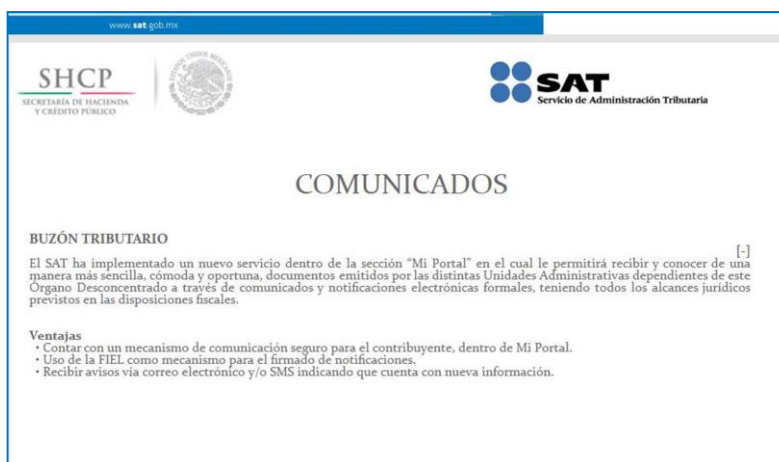 www.sat.gob.mx
SHCP
SECRETARÍA DE HACIENDA
Y CRÉDITO PÚBLICO
SAT
Servicio de Administración Tributaria
COMUNICADOS
BUZÓN TRIBUTARIO
[-]
El SAT ha implementado un nuevo servicio dentro de la sección “Mi Portal” en el cual le permitirá recibir y conocer de una
manera más sencilla, cómoda y oportuna, documentos emitidos por las distintas Unidades Administrativas dependientes de este
Órgano Desconcentrado a través de comunicados y notificaciones electrónicas formales, teniendo todos los alcances jurídicos
previstos en las disposiciones fiscales.
Ventajas
• Contar con un mecanismo de comunicación seguro para el contribuyente, dentro de Mi Portal.
• Uso de la FIEL como mecanismo para el firmado de notificaciones.
• Recibir avisos vía correo electrónico y/o SMS indicando que cuenta con nueva información.